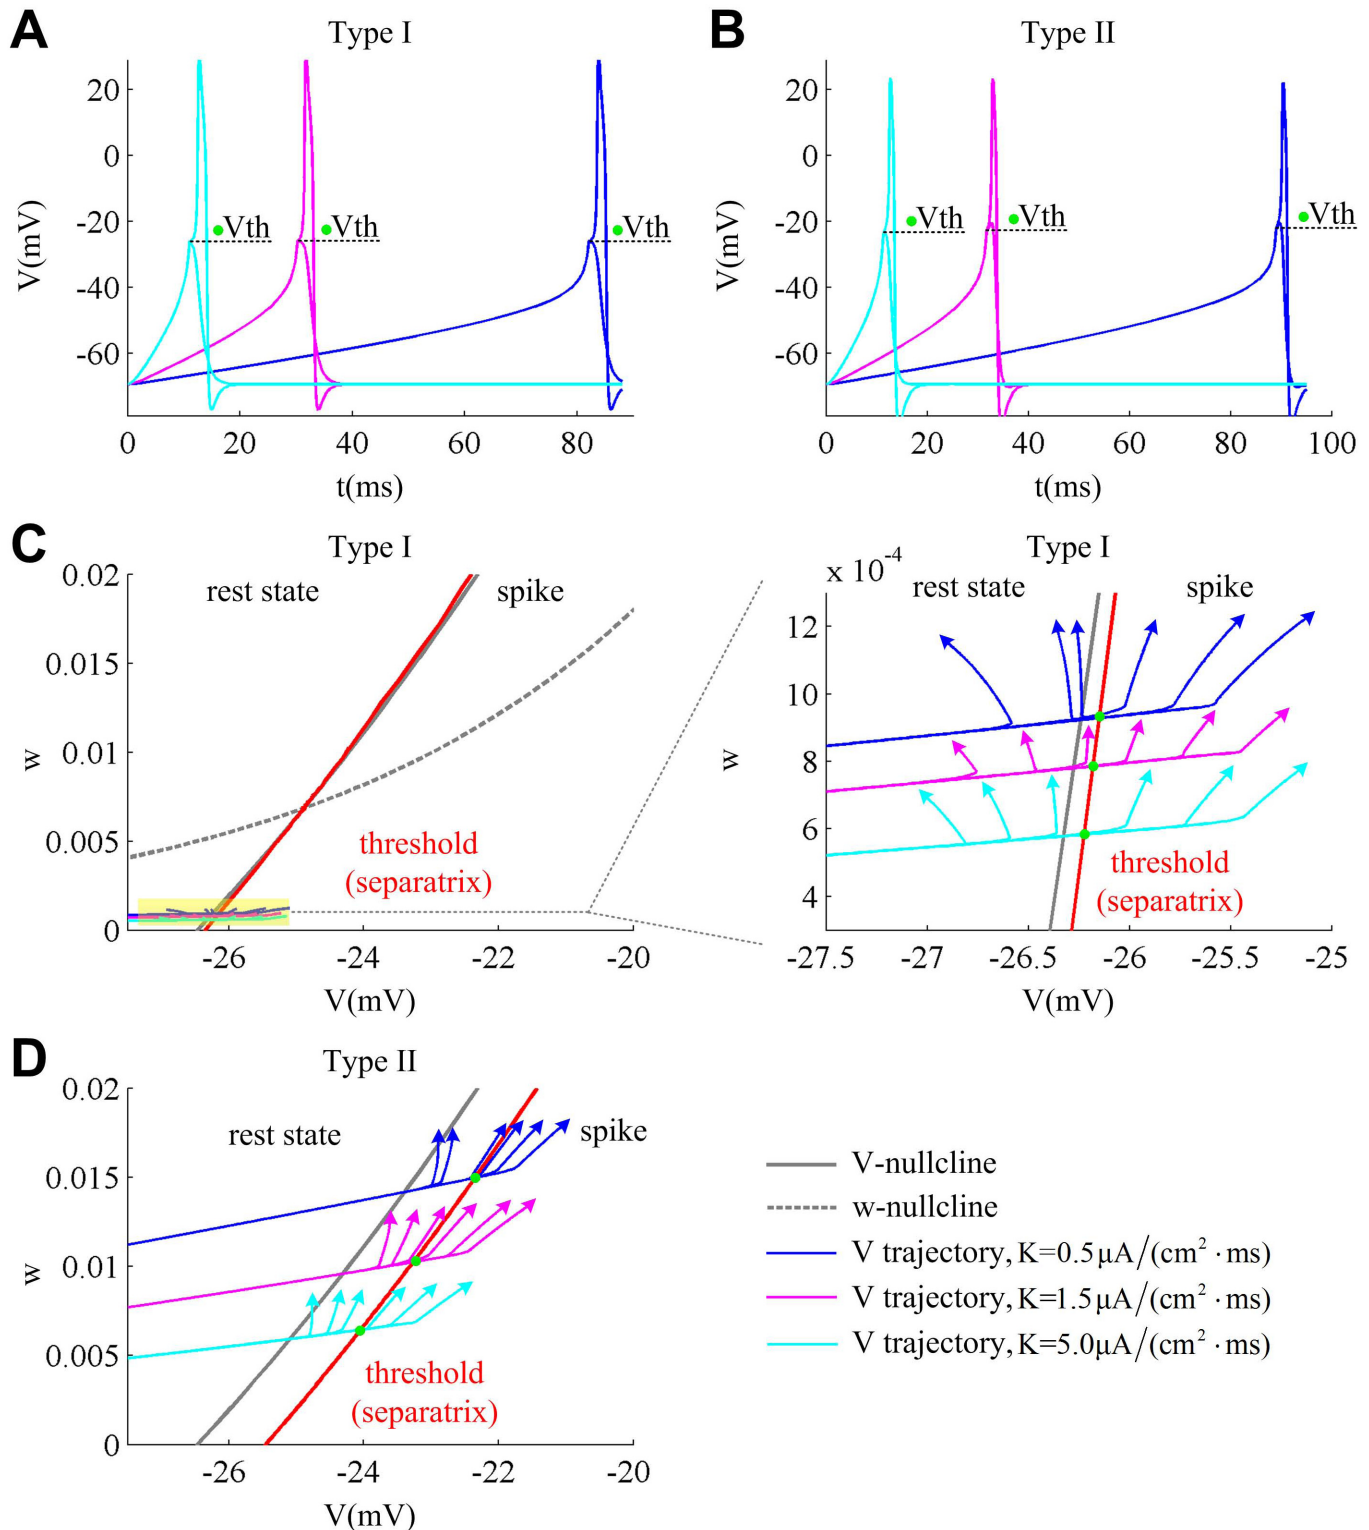 A
Type I
V(mV)
20
0
-20
-40
-60
Vth
Vth
Vth
0
20
40
60
80
t(ms)
B
Type II
V(mV)
20
0
-20
-40
-60
Vth
Vth
Vth
0
20
40
60
80
100
t(ms)
C
Type I
w
0.02
0.015
0.01
0.005
0
rest state
spike
threshold
(separatrix)
-26
-24
-22
-20
V(mV)
Type I
x 10⁻⁴
w
12
10
8
6
4
rest state
spike
threshold
(separatrix)
-27.5
-27
-26.5
-26
-25.5
-25
V(mV)
D
Type II
w
0.02
0.015
0.01
0.005
0
rest state
spike
threshold
(separatrix)
-26
-24
-22
-20
V(mV)
V-nullcline
w-nullcline
V trajectory, K=0.5μA/(cm²·ms)
V trajectory, K=1.5μA/(cm²·ms)
V trajectory, K=5.0μA/(cm²·ms)